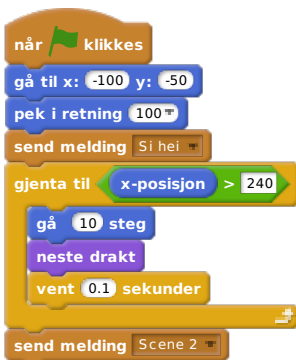 når klikkes
gå til x: -100 y: -50
pek i retning 100
send melding Si hei
gjenta til x-posisjon > 240
gå 10 steg
neste drakt
vent 0.1 sekunder
send melding Scene 2